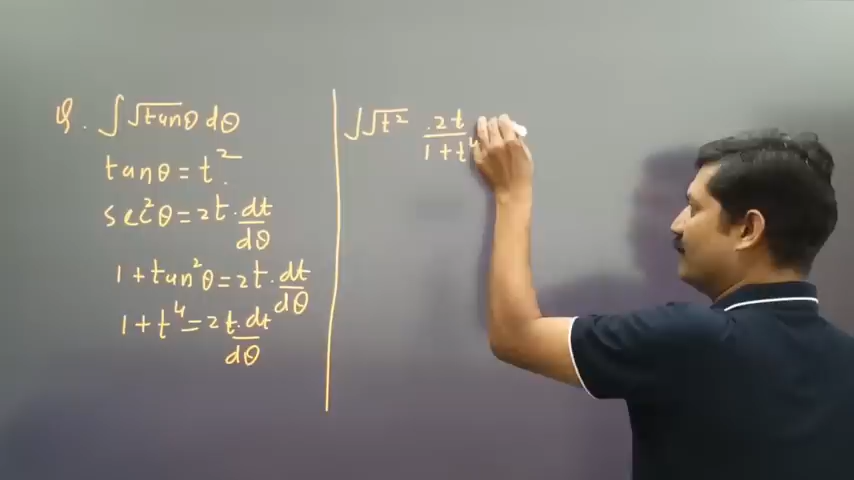 Q. ∫ √tanθ dθ
tanθ = t².
sec²θ = 2t. dt/dθ
1 + tan²θ = 2t. dt/dθ
1 + t⁴ = 2t. dt/dθ
∫ √t² . 2t/1 + t⁴